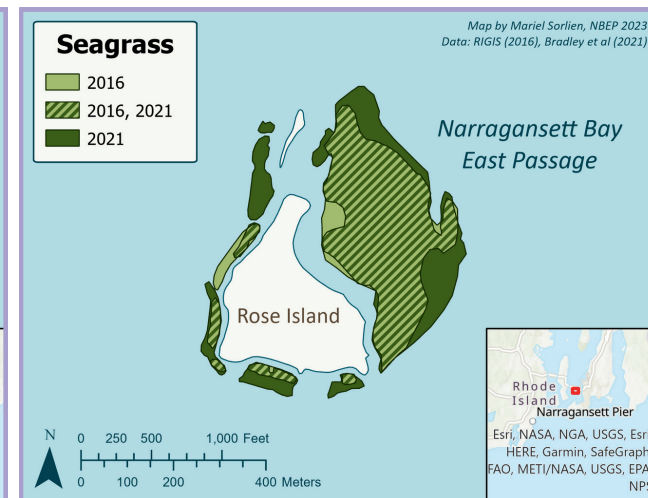 Seagrass
2016
2016, 2021
2021
Map by Mariel Sorlien, NBEP 2023
Data: RIGIS (2016), Bradley et al (2021)
Narragansett Bay
East Passage
Rose Island
N
0 250 500 1,000 Feet
0 100 200 400 Meters
Rhode
Island
Narragansett Pier
Esri, NASA, NGA, USGS, Esri
HERE, Garmin, SafeGraph
FAO, METI/NASA, USGS, EPA
NPS